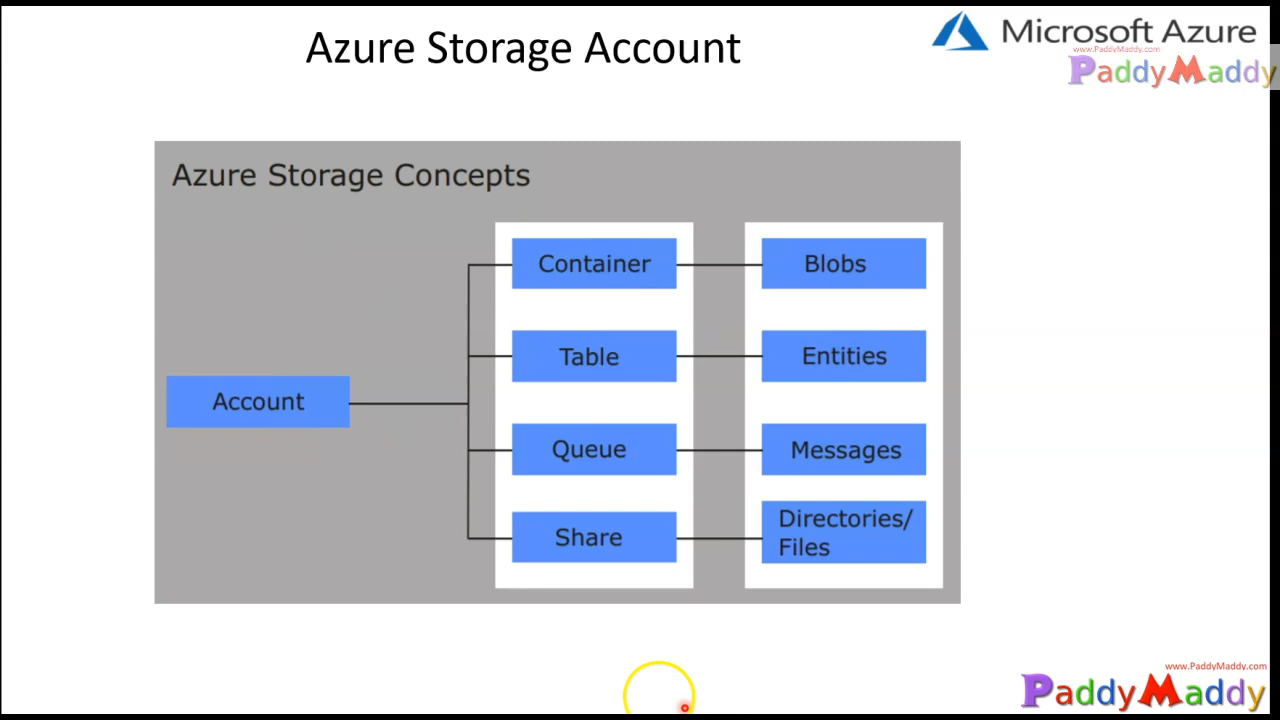 Azure Storage Account
Microsoft Azure
www.PaddyMaddy.com
PaddyMaddy
Azure Storage Concepts
Container
Blobs
Table
Entities
Account
Queue
Messages
Share
Directories/
Files
www.PaddyMaddy.com
PaddyMaddy